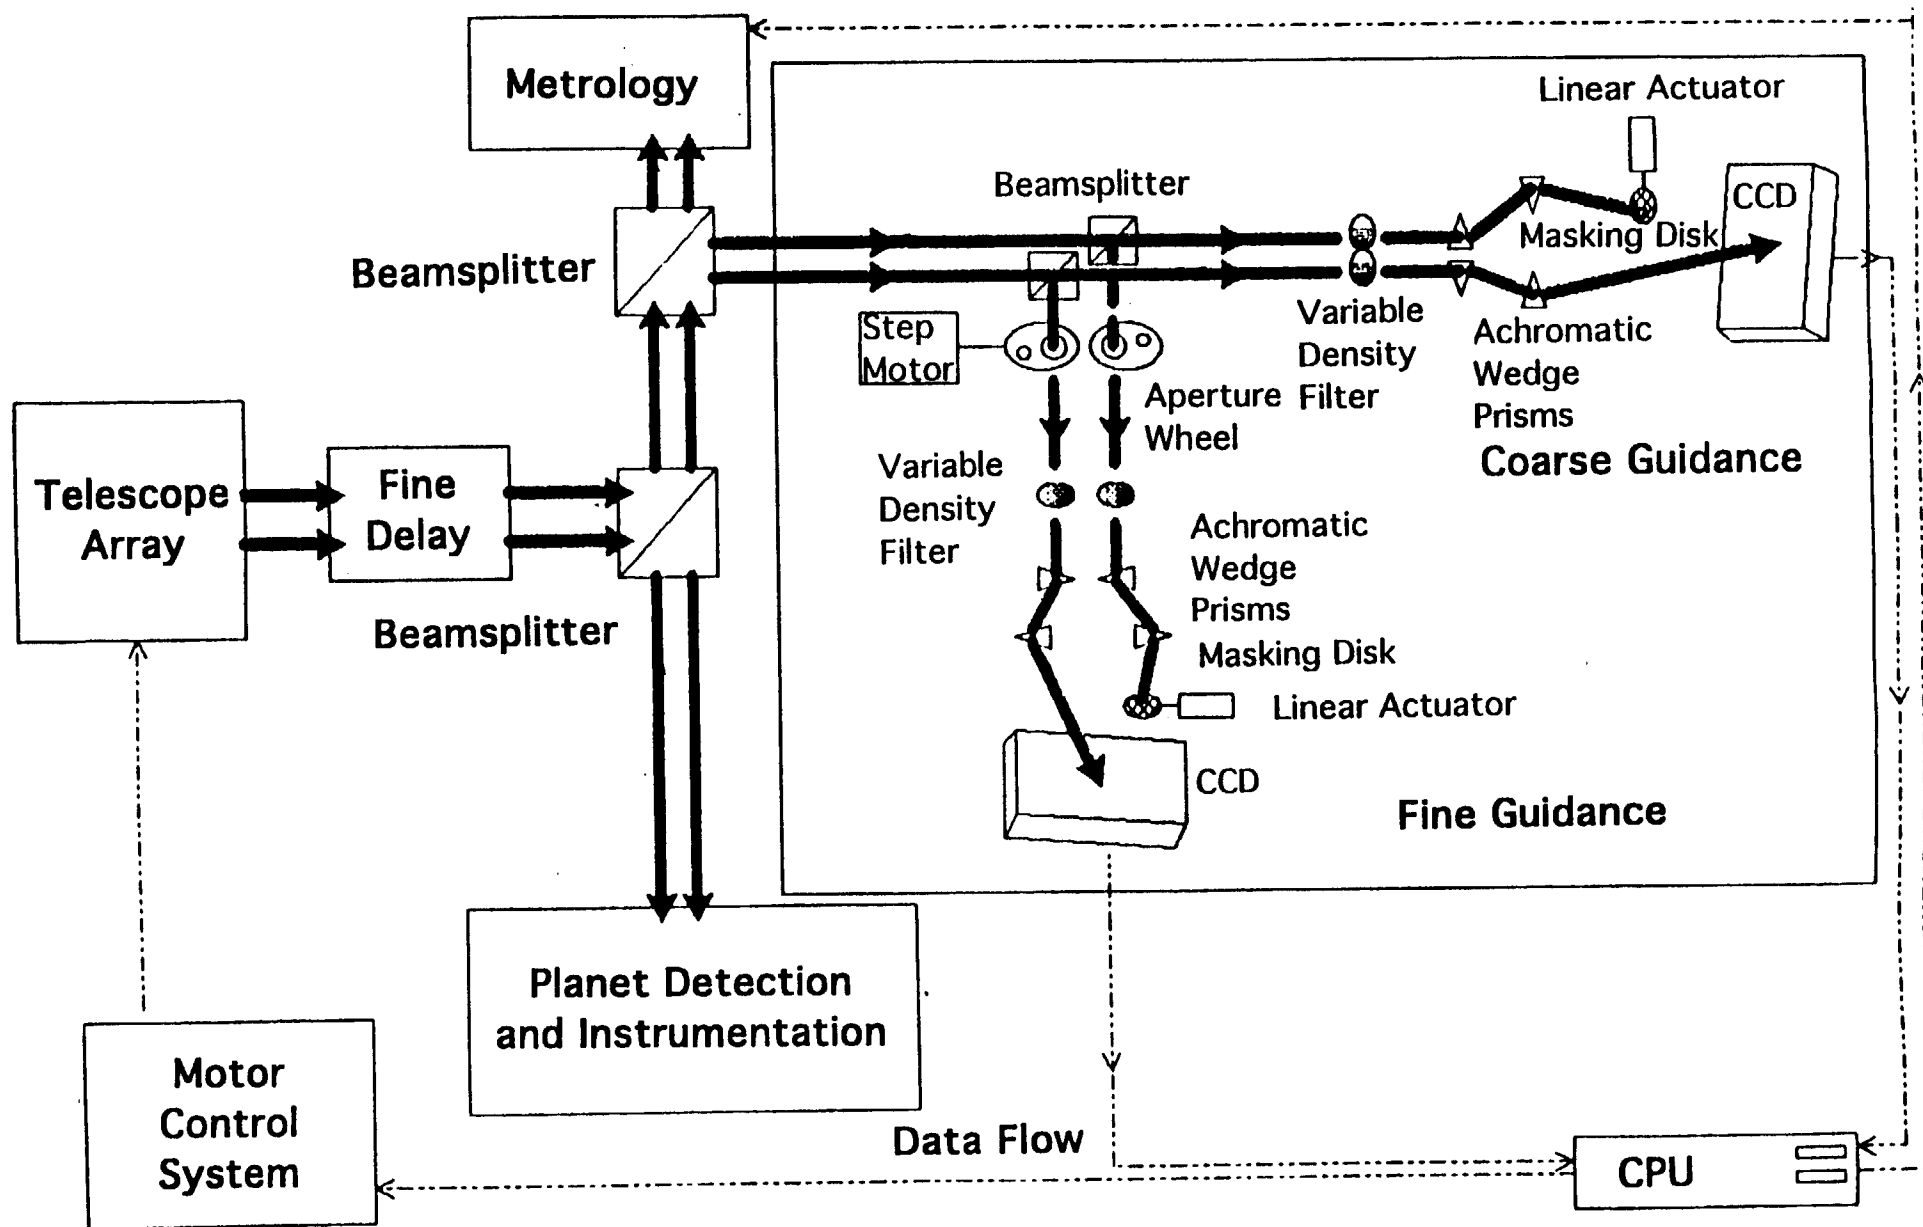 Metrology
Linear Actuator
Beamsplitter
CCD
Masking Disk
Beamsplitter
Step
Motor
Variable
Density
Filter
Achromatic
Wedge
Prisms
Aperture
Wheel
Coarse Guidance
Telescope
Array
Fine
Delay
Variable
Density
Filter
Achromatic
Wedge
Prisms
Beamsplitter
Masking Disk
Linear Actuator
CCD
Fine Guidance
Planet Detection
and Instrumentation
Motor
Control
System
Data Flow
CPU